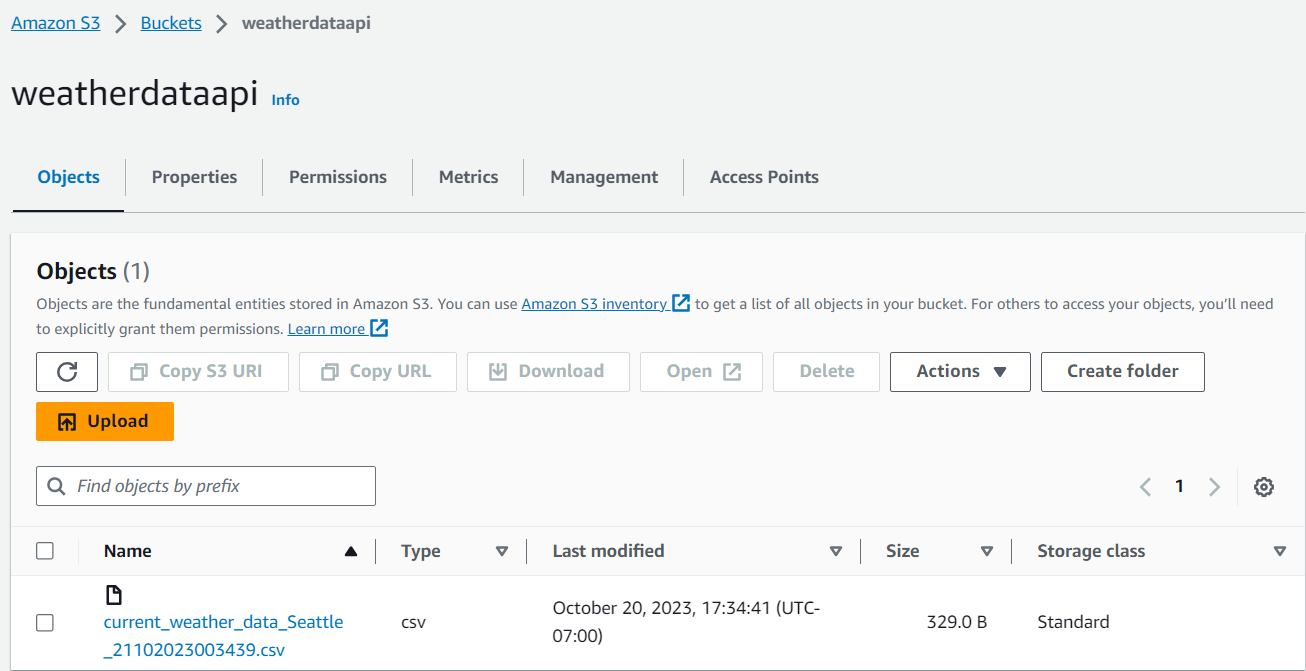 Amazon S3 > Buckets > weatherdataapi
weatherdataapi Info
Objects Properties Permissions Metrics Management Access Points
Objects (1)
Objects are the fundamental entities stored in Amazon S3. You can use Amazon S3 inventory to get a list of all objects in your bucket. For others to access your objects, you'll need
to explicitly grant them permissions. Learn more
Copy S3 URI Copy URL Download Open Delete Actions Create folder
Upload
Find objects by prefix 1
Name Type Last modified Size Storage class
current_weather_data_Seattle csv October 20, 2023, 17:34:41 (UTC- 329.0 B Standard
_21102023003439.csv 07:00)